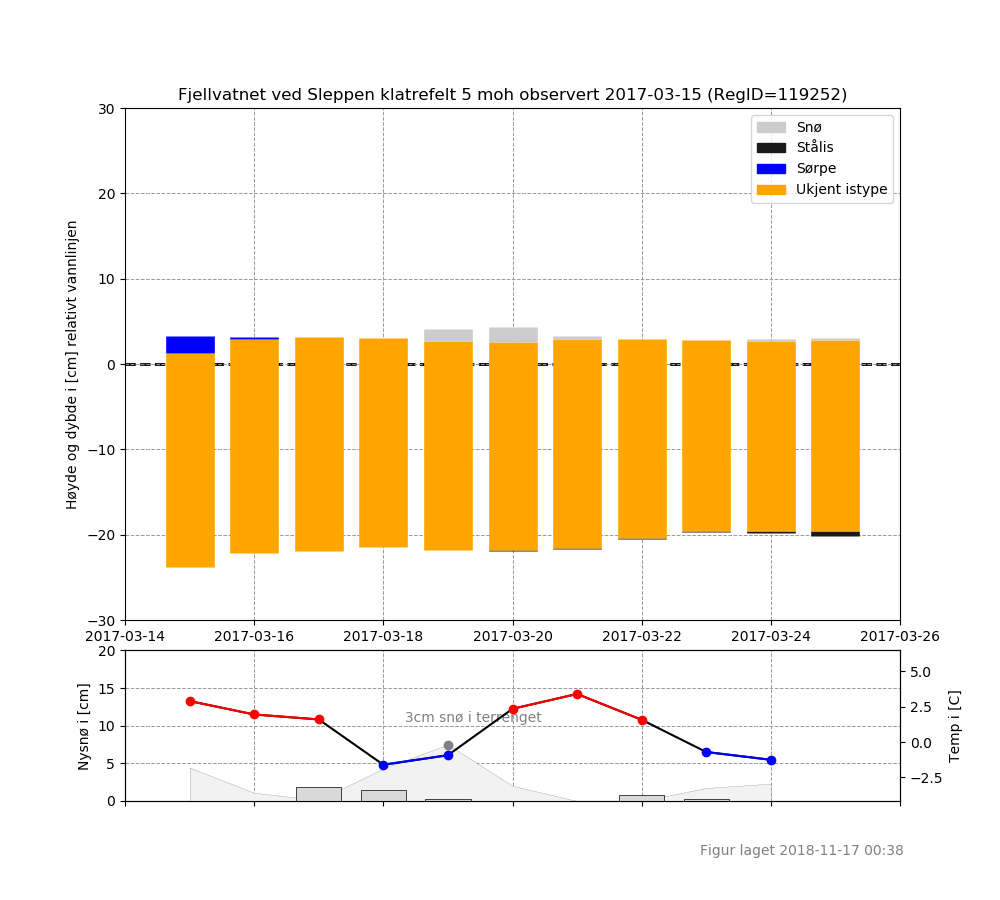 Fjellvatnet ved Sleppen klatrefelt 5 moh observert 2017-03-15 (RegID=119252)
Høyde og dybde i [cm] relativt vannlinjen
30
20
10
0
−10
−20
−30
Snø
Stålis
Sørpe
Ukjent istype
2017-03-14 2017-03-16 2017-03-18 2017-03-20 2017-03-22 2017-03-24 2017-03-26
Nysnø i [cm]
20
15
10
5
0
3cm snø i terrenget
5.0
2.5
0.0
−2.5
Temp i [C]
Figur laget 2018-11-17 00:38